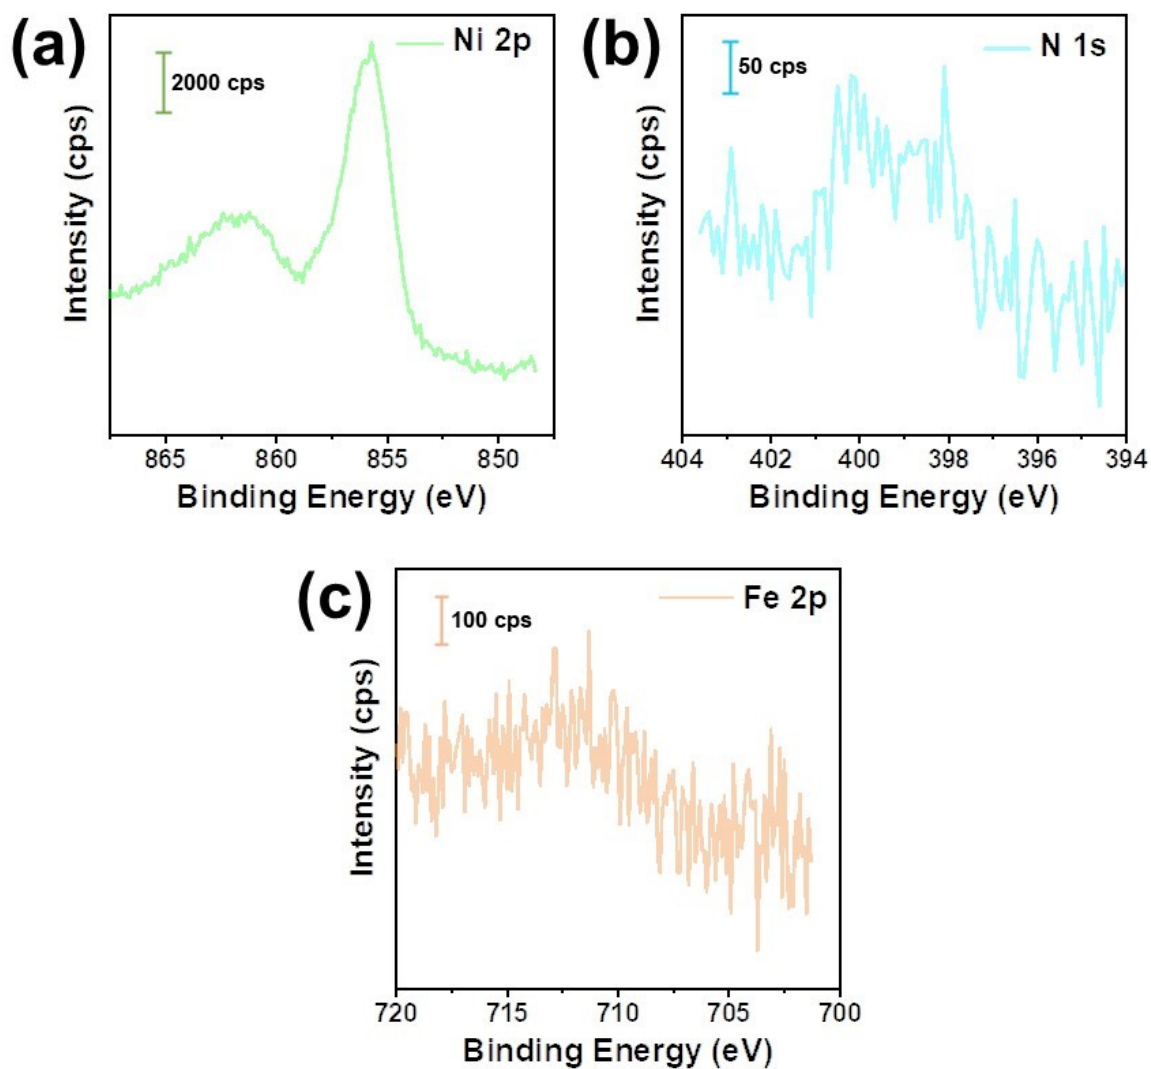 (a)
Ni 2p
2000 cps
Intensity (cps)
865 860 855 850
Binding Energy (eV)
(b)
N 1s
50 cps
Intensity (cps)
404 402 400 398 396 394
Binding Energy (eV)
(c)
Fe 2p
100 cps
Intensity (cps)
720 715 710 705 700
Binding Energy (eV)